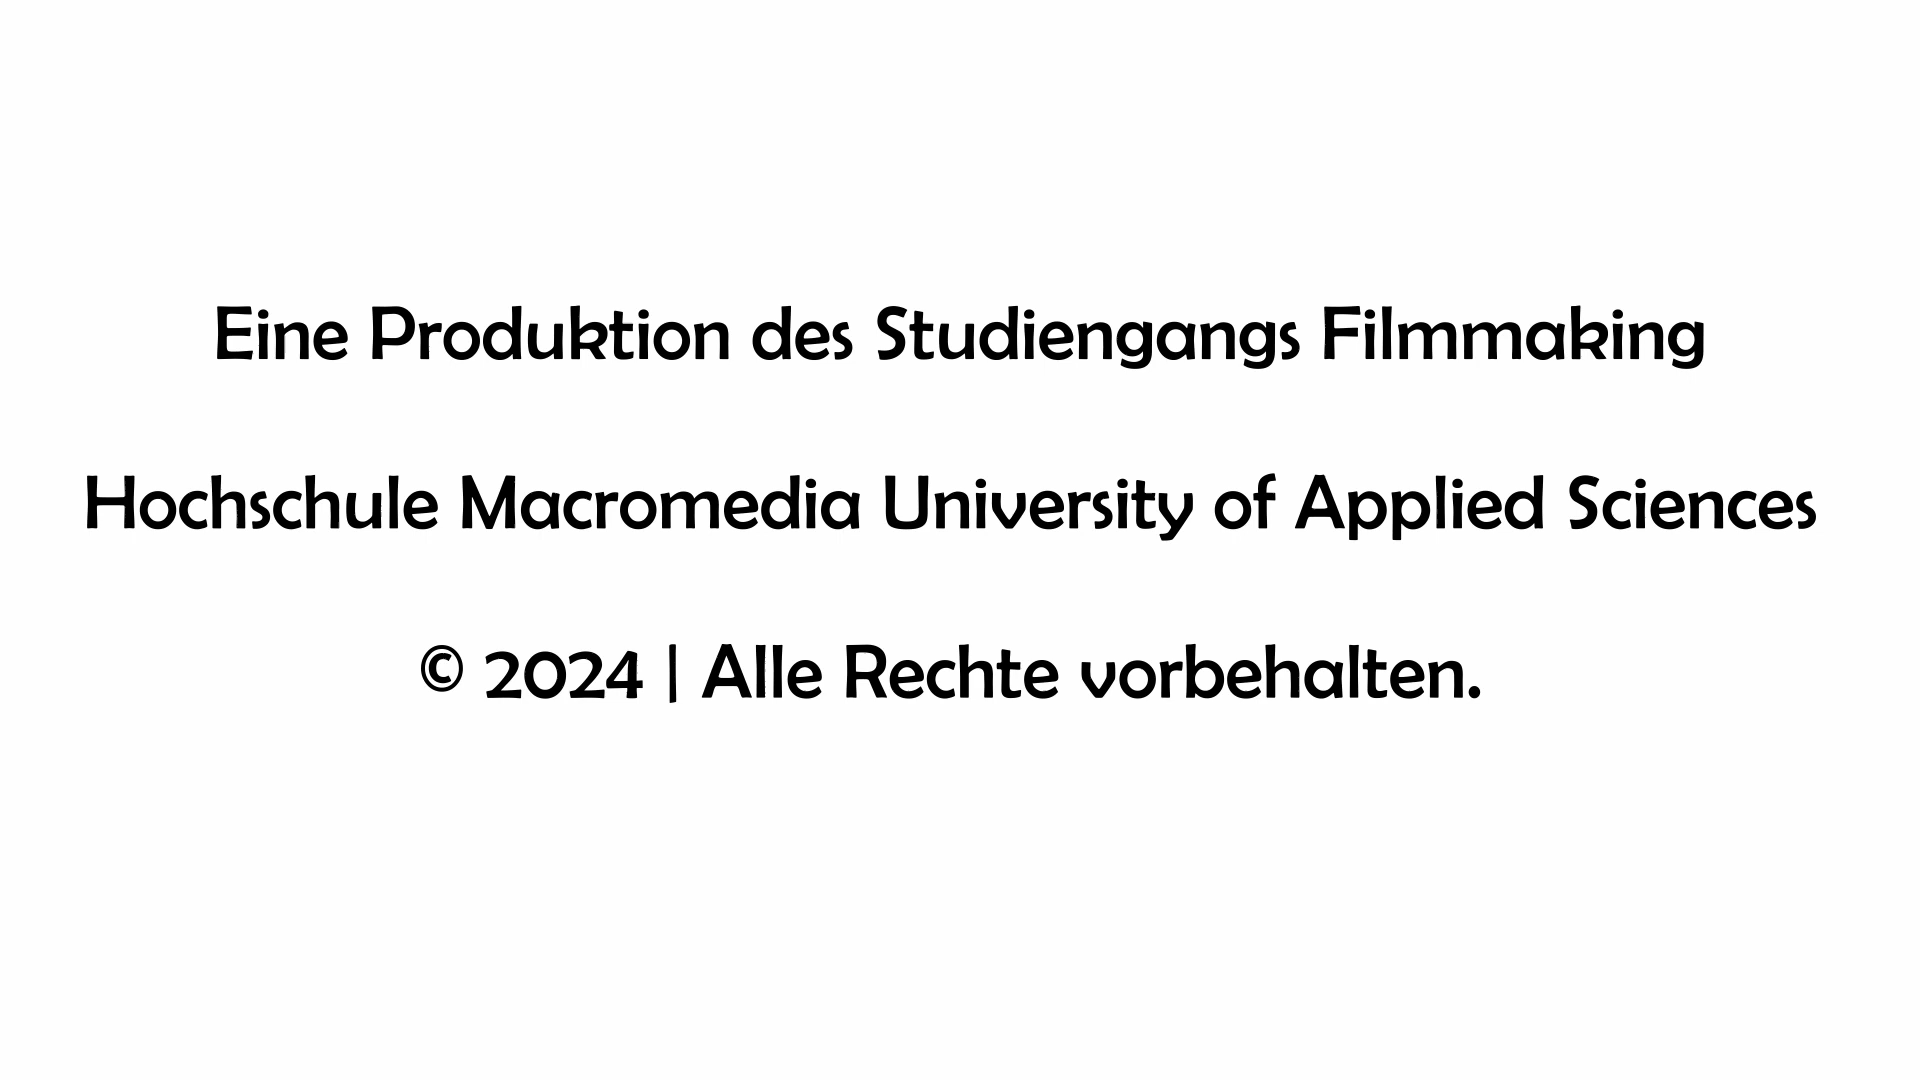 Eine Produktion des Studiengangs Filmmaking
Hochschule Macromedia University of Applied Sciences
© 2024 | Alle Rechte vorbehalten.